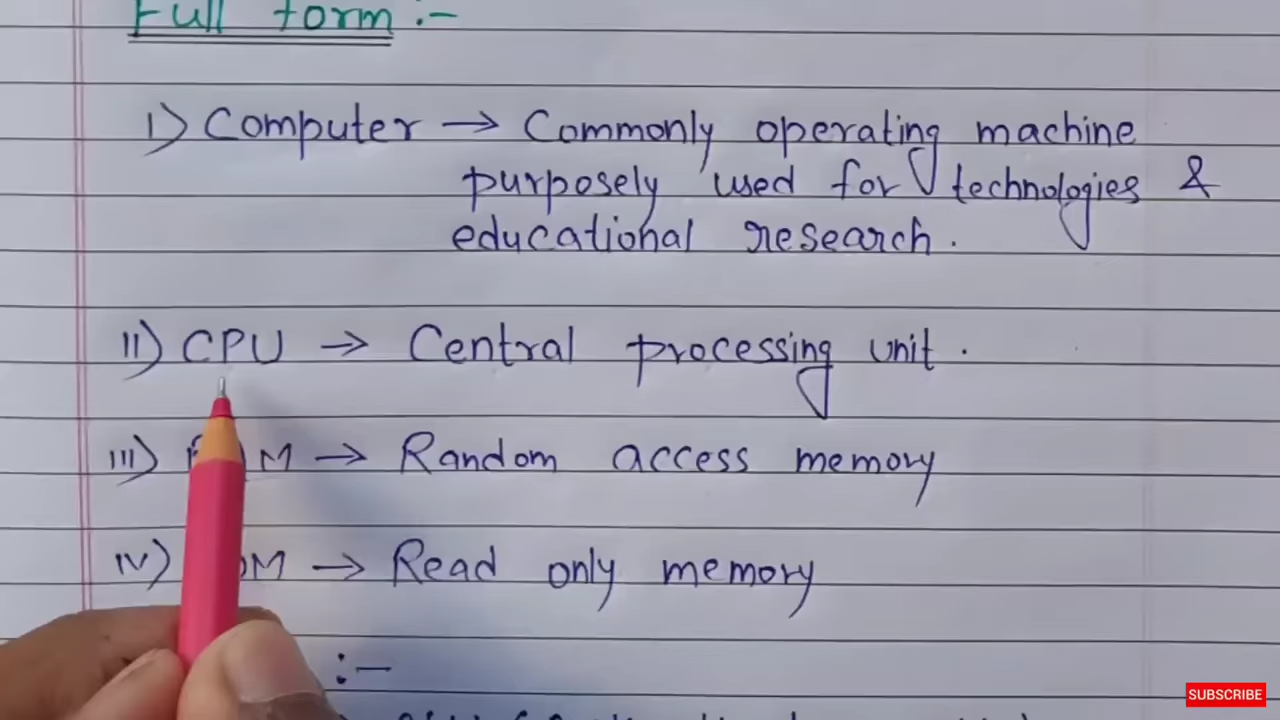 Full form :-
I) Computer → Commonly operating machine
purposely used for technologies &
educational research.
II) CPU → Central processing unit.
III) → Random access memory
IV) → Read only memory
:-
SUBSCRIBE